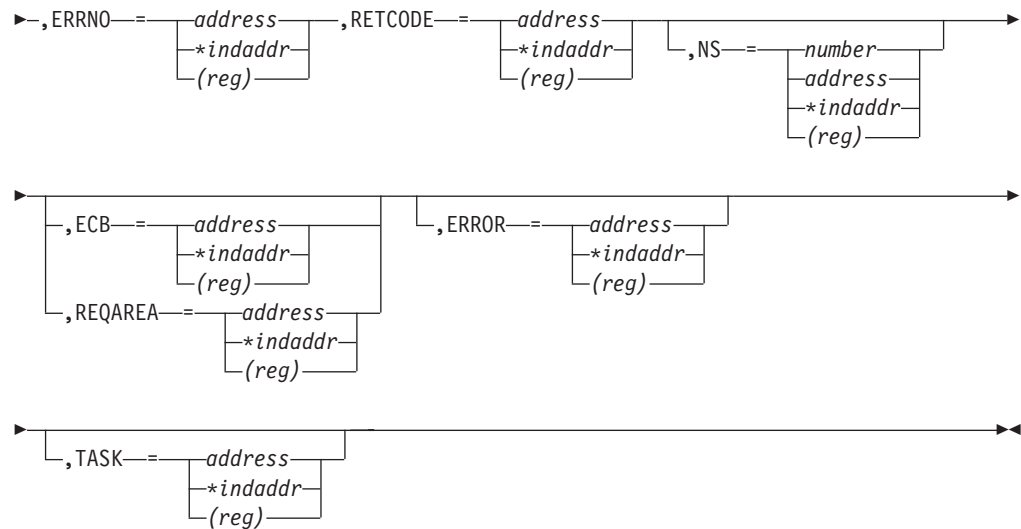 ,ERRNO = address ,RETCODE = address ,NS = number
*indaddr *indaddr address
(reg) (reg) *indaddr
(reg)
,ECB = address ,ERROR = address
*indaddr *indaddr
(reg) (reg)
,REQAREA = address
*indaddr
(reg)
,TASK = address
*indaddr
(reg)